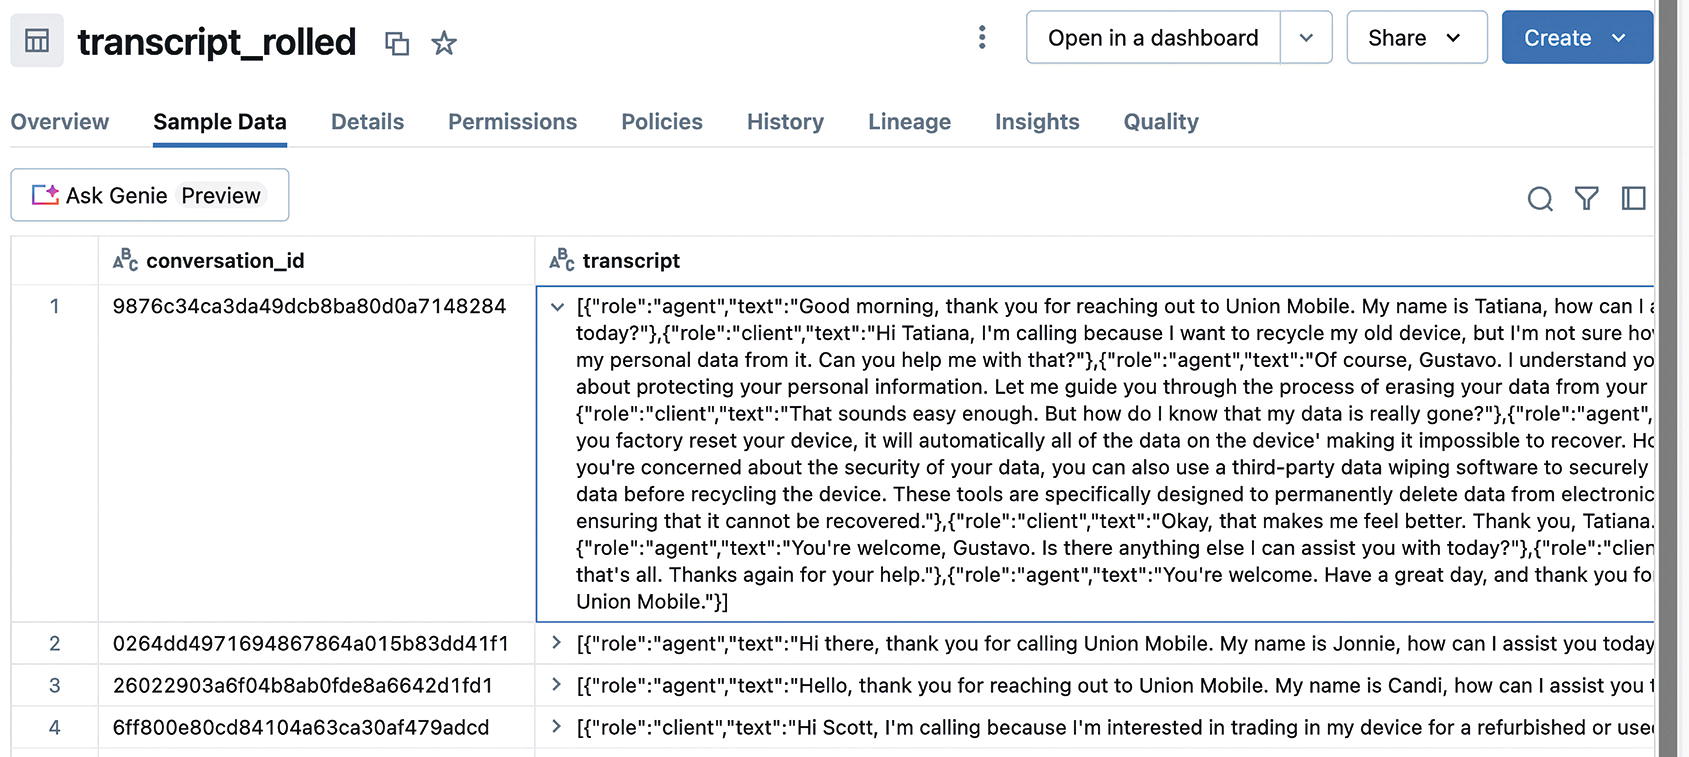 transcript_rolled
Open in a dashboard
Share
Create
Overview Sample Data Details Permissions Policies History Lineage Insights Quality
Ask Genie Preview
conversation_id transcript
1 9876c34ca3da49dcb8ba80d0a7148284 [{"role":"agent","text":"Good morning, thank you for reaching out to Union Mobile. My name is Tatiana, how can I
today?"},{"role":"client","text":"Hi Tatiana, I'm calling because I want to recycle my old device, but I'm not sure
my personal data from it. Can you help me with that?"},{"role":"agent","text":"Of course, Gustavo. I understand
about protecting your personal information. Let me guide you through the process of erasing your data from your
{"role":"client","text":"That sounds easy enough. But how do I know that my data is really gone?"},{"role":"agent",
you factory reset your device, it will automatically all of the data on the device' making it impossible to recover.
you're concerned about the security of your data, you can also use a third-party data wiping software to securely
data before recycling the device. These tools are specifically designed to permanently delete data from electronic
ensuring that it cannot be recovered."},{"role":"client","text":"Okay, that makes me feel better. Thank you, Tatiana.
{"role":"agent","text":"You're welcome, Gustavo. Is there anything else I can assist you with today?"},{"role":
that's all. Thanks again for your help."},{"role":"agent","text":"You're welcome. Have a great day, and thank you
Union Mobile."}]
2 0264dd4971694867864a015b83dd41f1 [{"role":"agent","text":"Hi there, thank you for calling Union Mobile. My name is Jonnie, how can I assist you today
3 26022903a6f04b8ab0fde8a6642d1fd1 [{"role":"agent","text":"Hello, thank you for reaching out to Union Mobile. My name is Candi, how can I assist you
4 6ff800e80cd84104a63ca30af479adcd [{"role":"client","text":"Hi Scott, I'm calling because I'm interested in trading in my device for a refurbished or